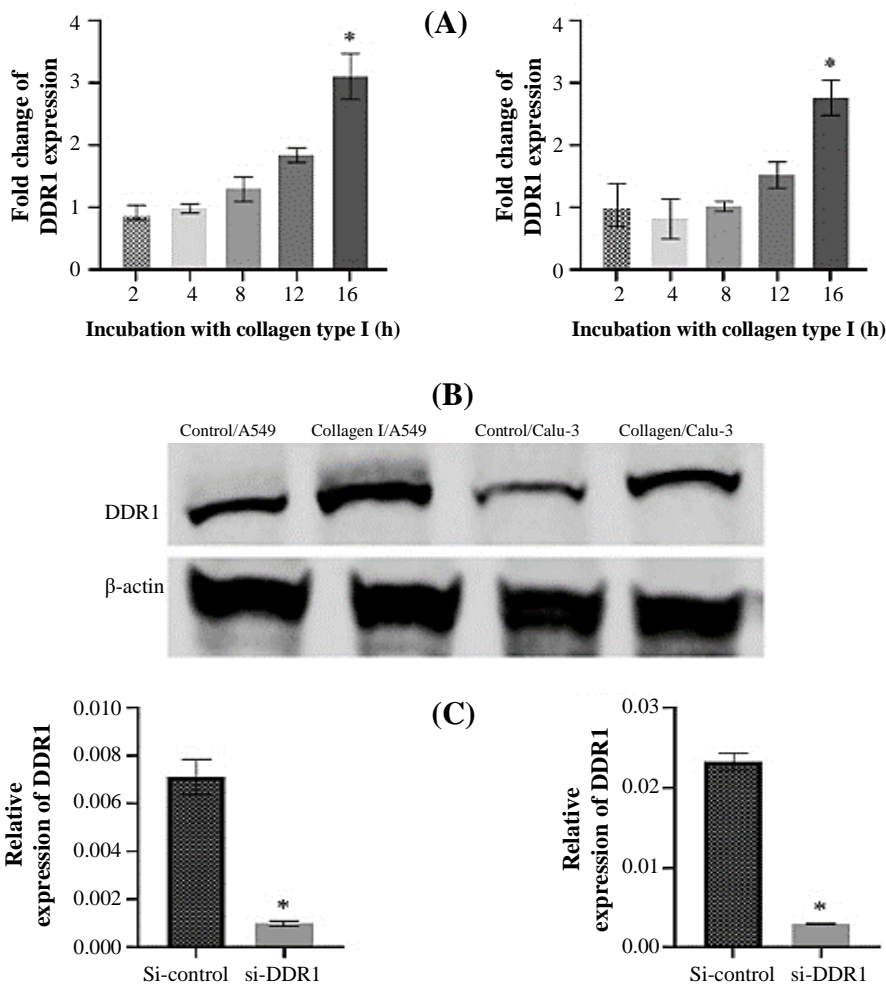 (A)
Fold change of
DDR1 expression
4
3
2
1
0
*
2 4 8 12 16
Incubation with collagen type I (h)
Fold change of
DDR1 expression
4
3
2
1
0
*
2 4 8 12 16
Incubation with collagen type I (h)
(B)
Control/A549 Collagen I/A549 Control/Calu-3 Collagen/Calu-3
DDR1
β-actin
(C)
Relative
expression of DDR1
0.010
0.008
0.006
0.004
0.002
0.000
*
Si-control si-DDR1
Relative
expression of DDR1
0.03
0.02
0.01
0.00
*
Si-control si-DDR1